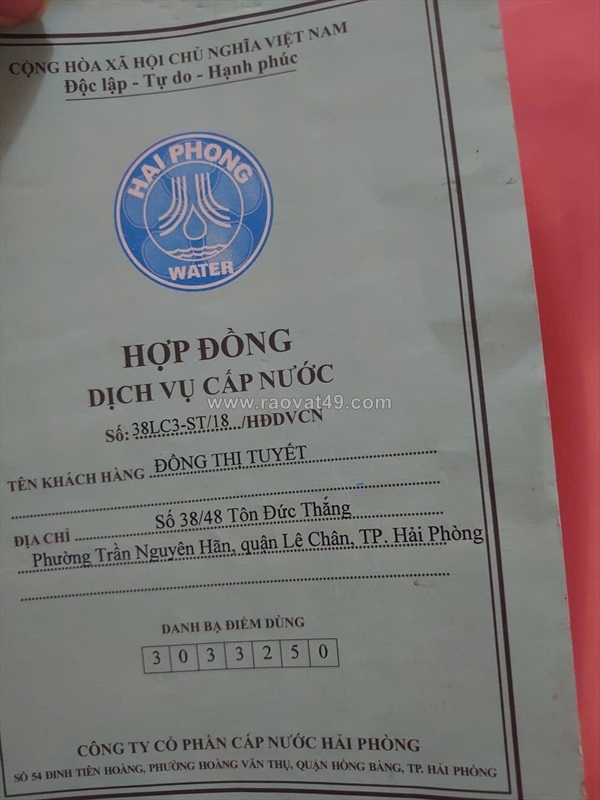 CỘNG HÒA XÃ HỘI CHỦ NGHĨA VIỆT NAM
Độc lập - Tự do - Hạnh phúc
HAI PHONG
WATER
HỢP ĐỒNG
DỊCH VỤ CẤP NƯỚC
www.raovat49.com
Số: 38LC3-ST/18.../HĐDVCN
TÊN KHÁCH HÀNG ĐỒNG THỊ TUYẾT
ĐỊA CHỈ Số 38/48 Tôn Đức Thắng
Phường Trần Nguyên Hãn, quận Lê Chân, TP. Hải Phòng
DANH BẠ ĐIỂM DÙNG
3 0 3 3 2 5 0
CÔNG TY CỔ PHẦN CẤP NƯỚC HẢI PHÒNG
SỐ 54 ĐINH TIÊN HOÀNG, PHƯỜNG HOÀNG VĂN THỤ, QUẬN HỒNG BÀNG, TP. HẢI PHÒNG